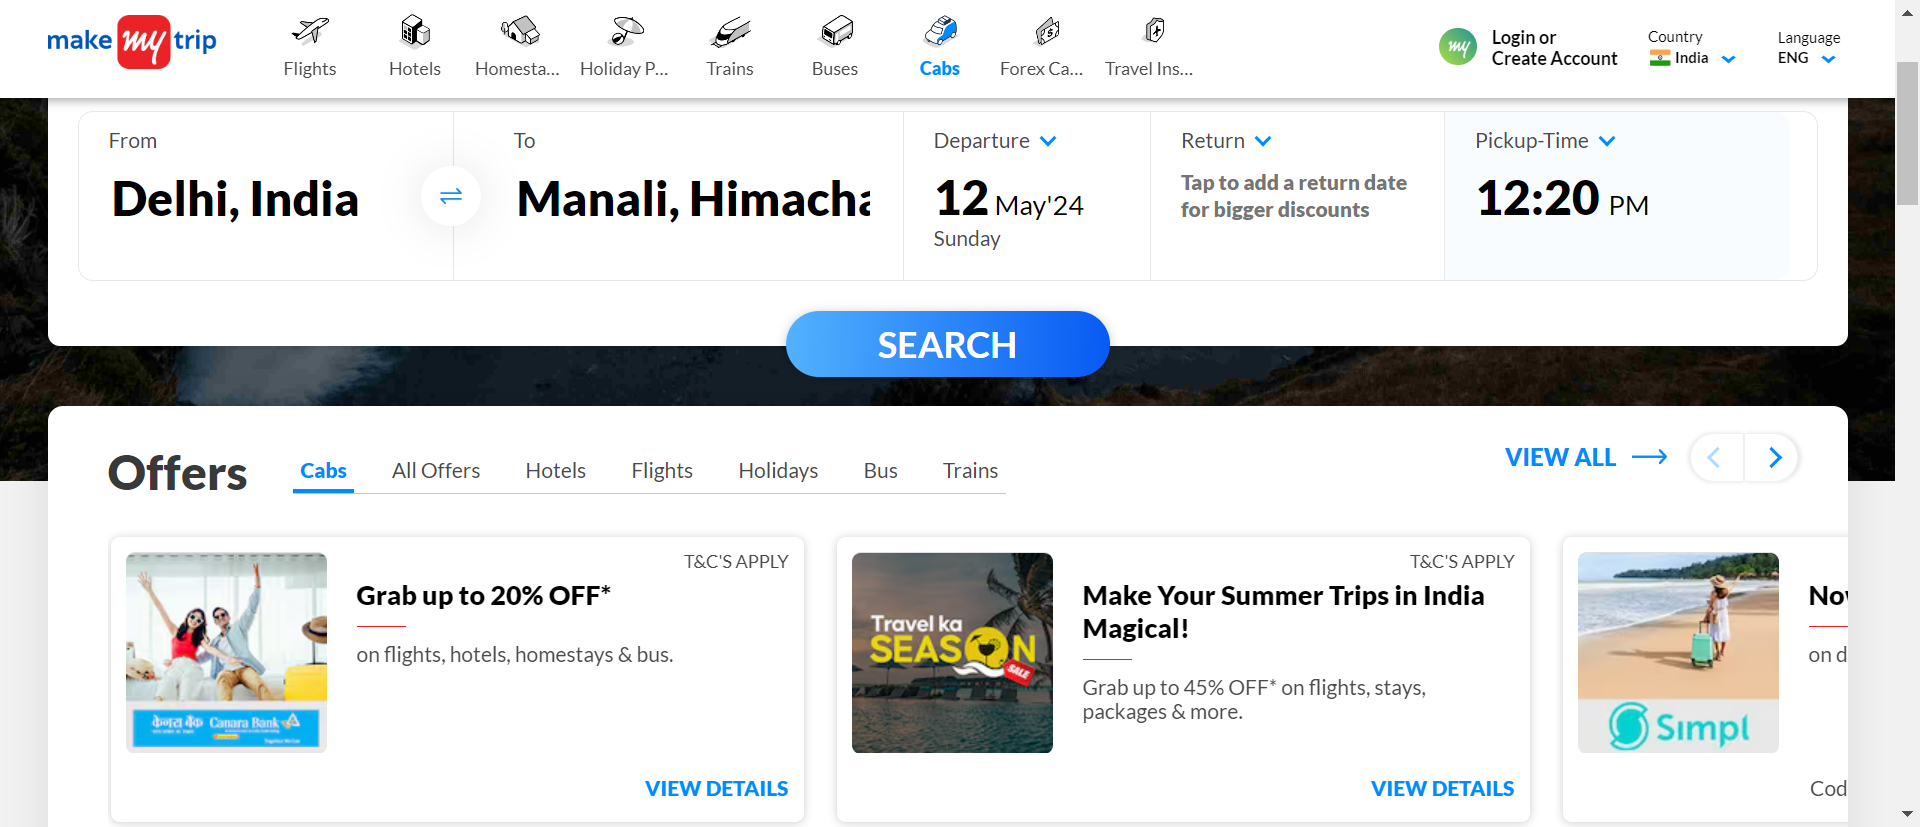 make my trip
Flights
Hotels
Homesta...
Holiday P...
Trains
Buses
Cabs
Forex Ca...
Travel Ins...
my
Login or
Create Account
Country
India
Language
ENG
From
Delhi, India
To
Manali, Himacha
Departure
12 May'24
Sunday
Return
Tap to add a return date
for bigger discounts
Pickup-Time
12:20 PM
SEARCH
Offers
Cabs
All Offers
Hotels
Flights
Holidays
Bus
Trains
VIEW ALL
T&C'S APPLY
Grab up to 20% OFF*
on flights, hotels, homestays & bus.
केनरा बैंक Canara Bank
VIEW DETAILS
T&C'S APPLY
Travel ka
SEASON
SALE
Make Your Summer Trips in India
Magical!
Grab up to 45% OFF* on flights, stays,
packages & more.
VIEW DETAILS
Simpl
on d
Cod